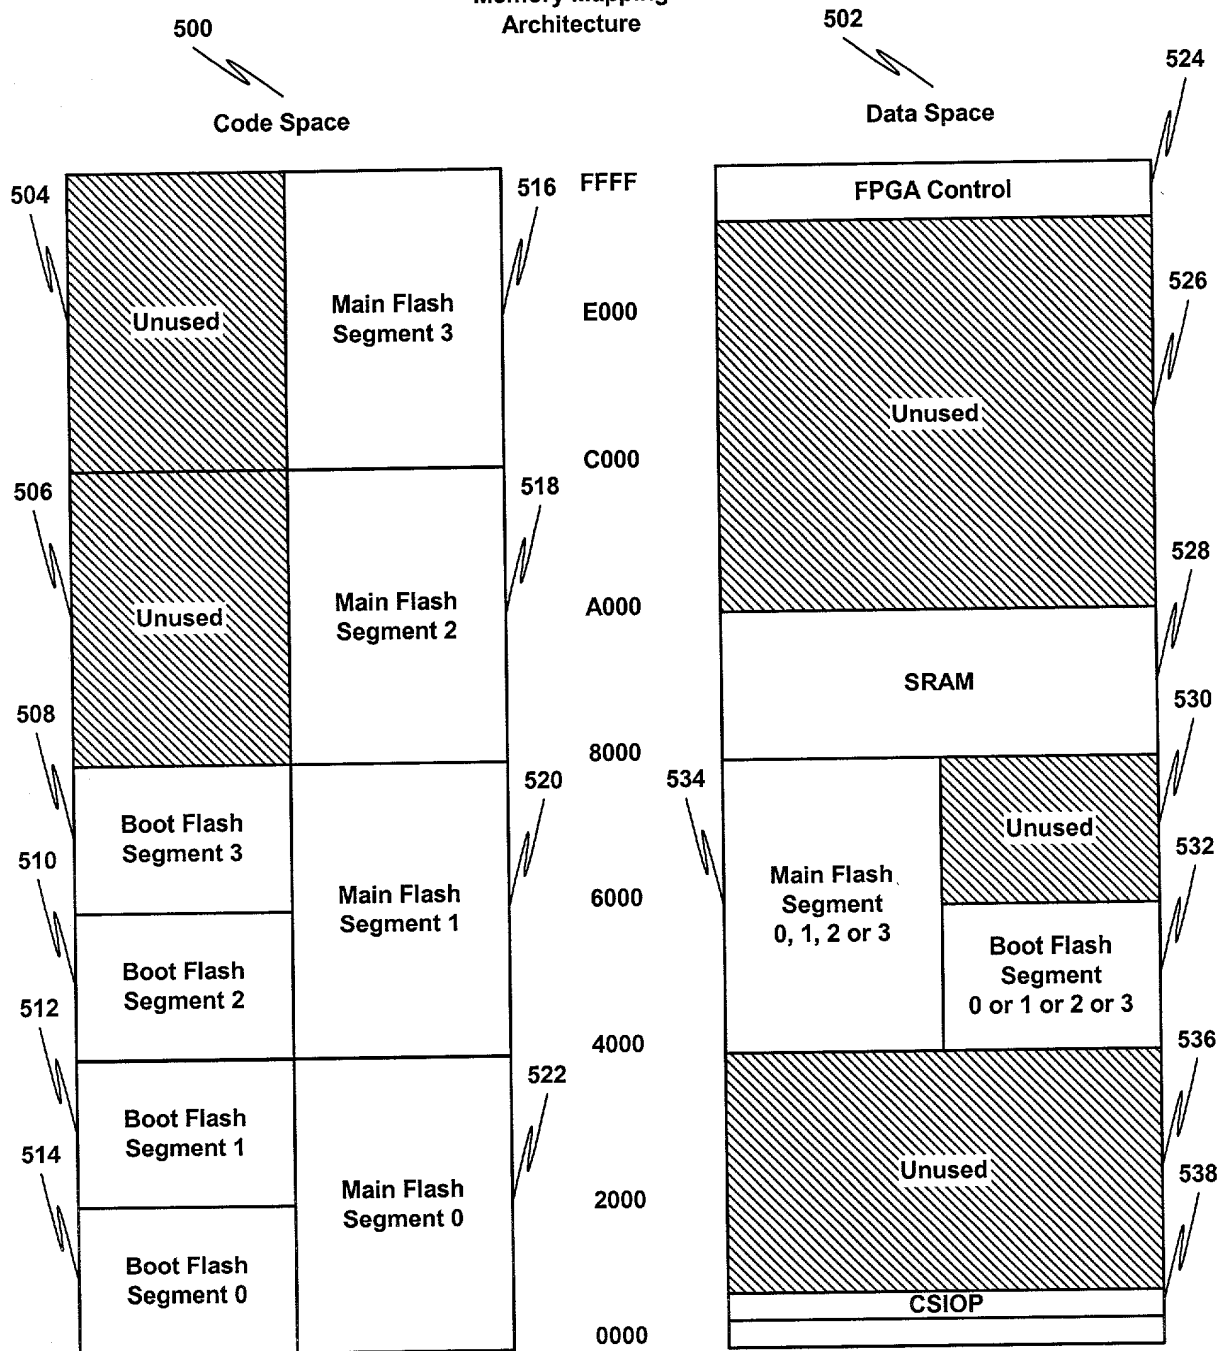 Memory Mapping
Architecture
500
502
524
Code Space
Data Space
504
516
FFFF
FPGA Control
Unused
Main Flash
Segment 3
E000
526
Unused
C000
506
518
Unused
Main Flash
Segment 2
A000
528
SRAM
508
8000
530
Boot Flash
Segment 3
520
534
Unused
510
Main Flash
Segment 1
6000
Main Flash
Segment
0, 1, 2 or 3
532
Boot Flash
Segment 2
Boot Flash
Segment
0 or 1 or 2 or 3
512
4000
536
Boot Flash
Segment 1
522
514
Main Flash
Segment 0
2000
Unused
538
Boot Flash
Segment 0
CSIOP
0000